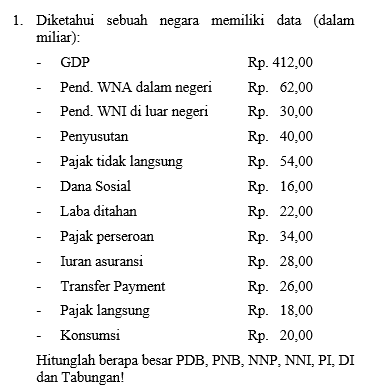 1. Diketahui sebuah negara memiliki data (dalam
miliar):
- GDP Rp. 412,00
- Pend. WNA dalam negeri Rp. 62,00
- Pend. WNI di luar negeri Rp. 30,00
- Penyusutan Rp. 40,00
- Pajak tidak langsung Rp. 54,00
- Dana Sosial Rp. 16,00
- Laba ditahan Rp. 22,00
- Pajak perseroan Rp. 34,00
- Iuran asuransi Rp. 28,00
- Transfer Payment Rp. 26,00
- Pajak langsung Rp. 18,00
- Konsumsi Rp. 20,00
Hitunglah berapa besar PDB, PNB, NNP, NNI, PI, DI
dan Tabungan!